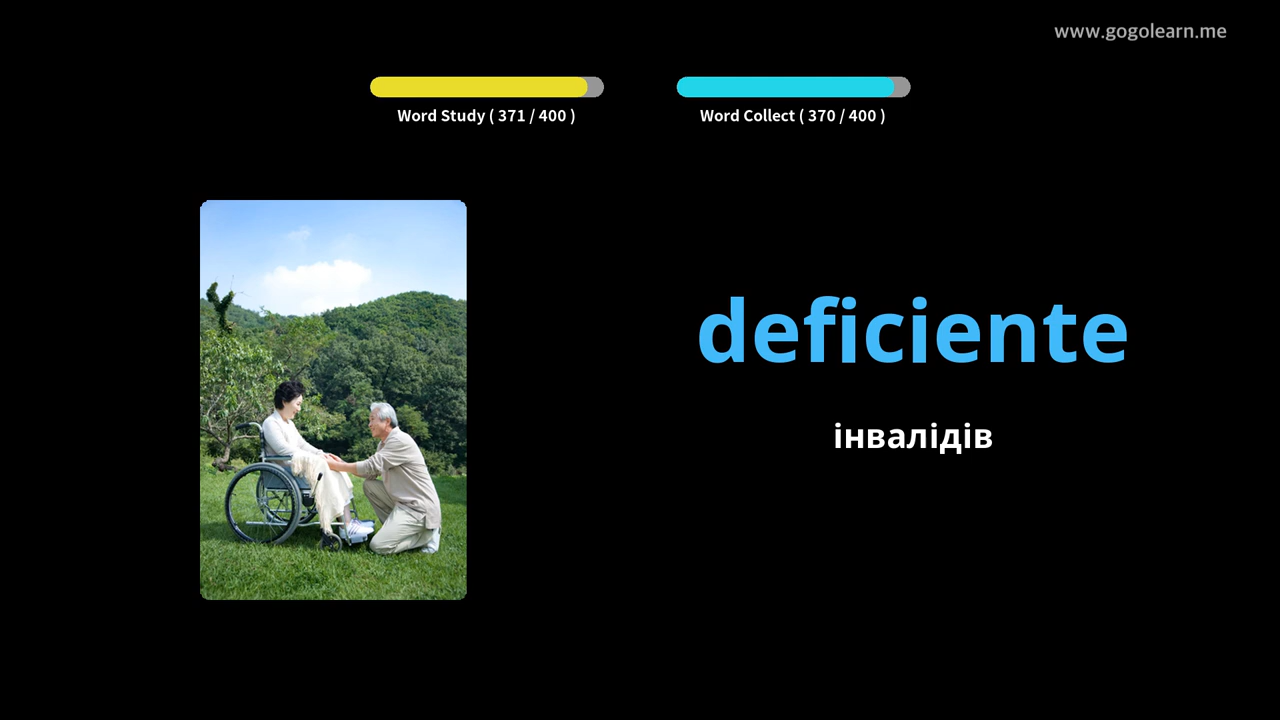 www.gogolearn.me
Word Study ( 371 / 400 )
Word Collect ( 370 / 400 )
deficiente
інвалідів